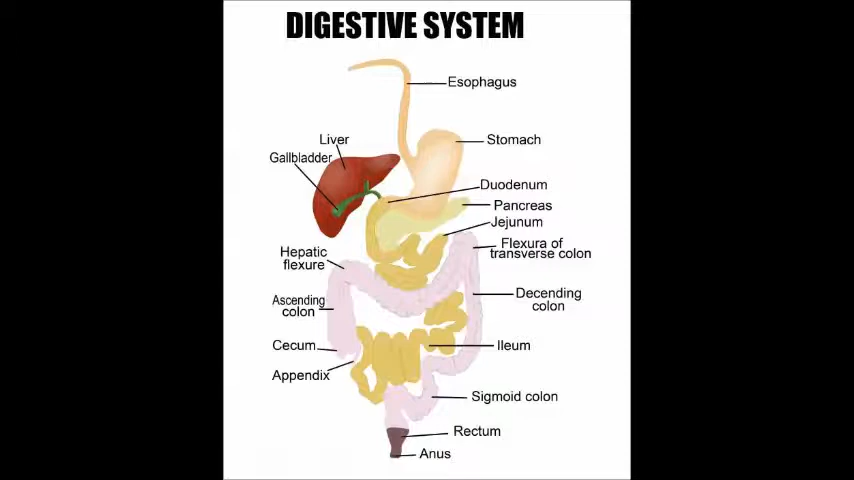 DIGESTIVE SYSTEM
Esophagus
Liver
Stomach
Gallbladder
Duodenum
Pancreas
Jejunum
Flexura of
transverse colon
Hepatic
flexure
Decending
colon
Ascending
colon
Cecum
Ileum
Appendix
Sigmoid colon
Rectum
Anus